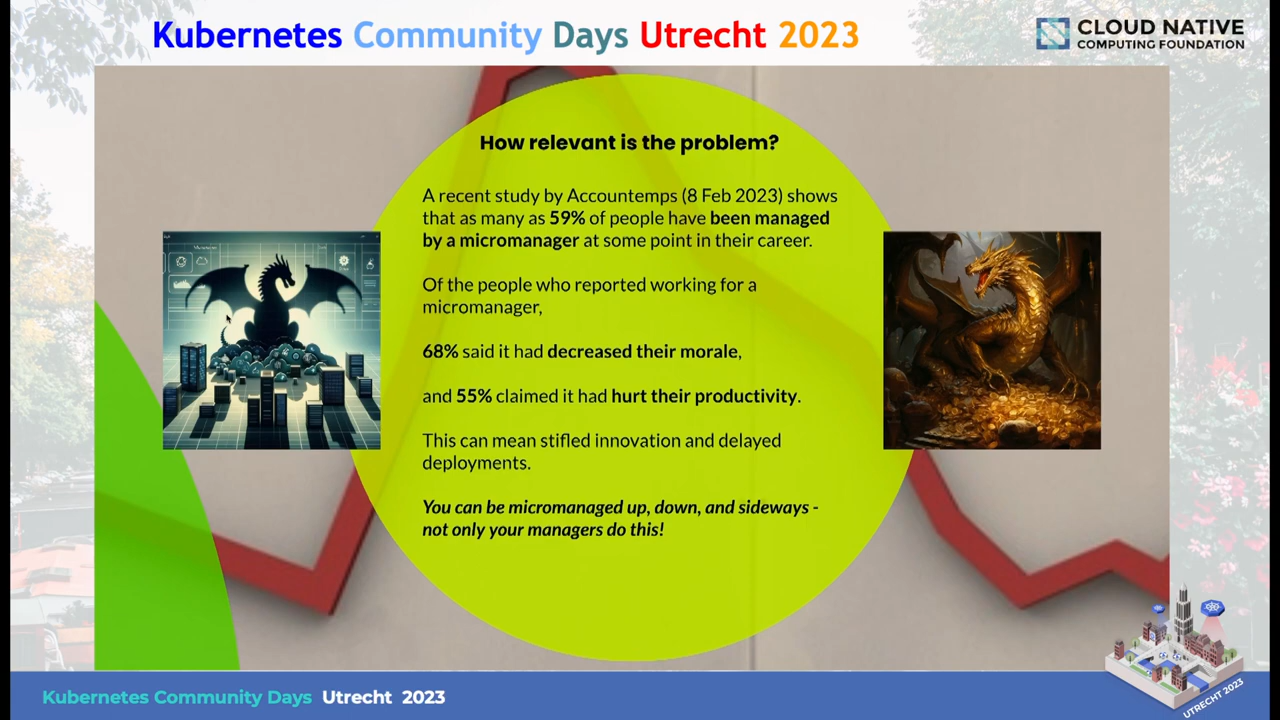 Kubernetes Community Days Utrecht 2023
CLOUD NATIVE
COMPUTING FOUNDATION
How relevant is the problem?
A recent study by Accountemps (8 Feb 2023) shows
that as many as 59% of people have been managed
by a micromanager at some point in their career.
Of the people who reported working for a
micromanager,
68% said it had decreased their morale,
and 55% claimed it had hurt their productivity.
This can mean stifled innovation and delayed
deployments.
You can be micromanaged up, down, and sideways -
not only your managers do this!
Kubernetes Community Days Utrecht 2023
UTRECHT 2023